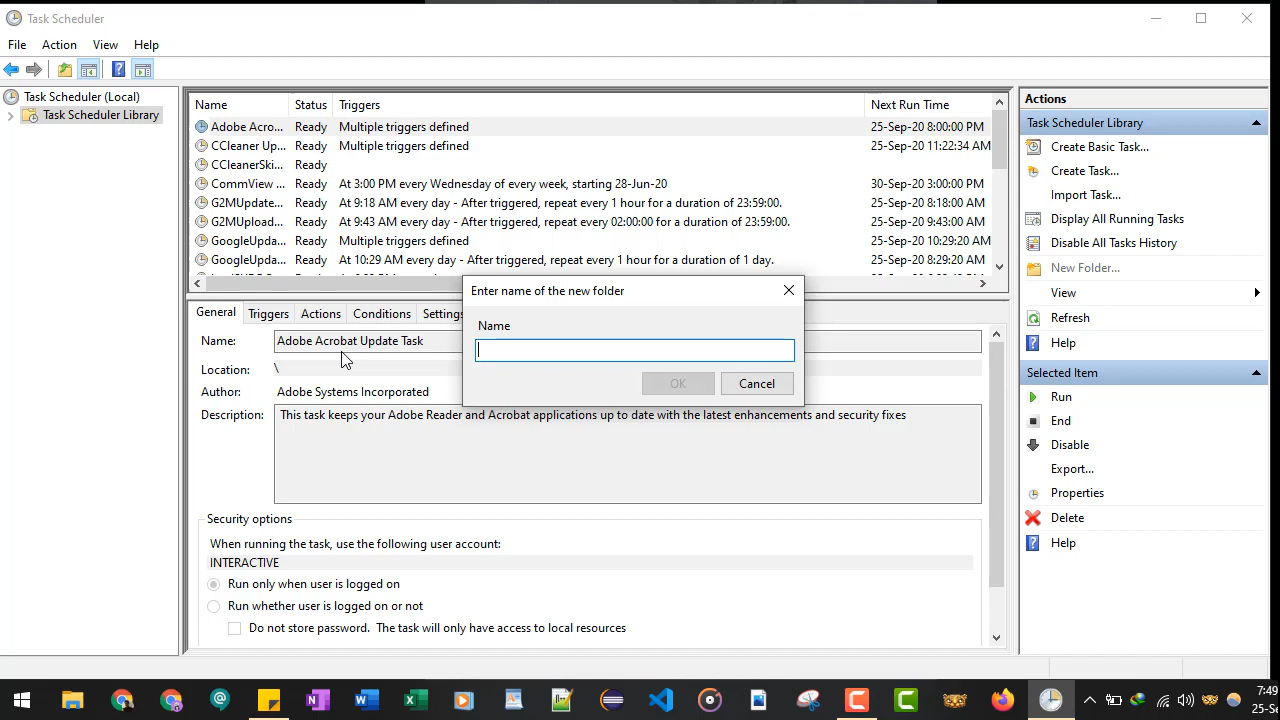 Task Scheduler
File Action View Help
Task Scheduler (Local)
Task Scheduler Library
Name Status Triggers Next Run Time
Adobe Acro... Ready Multiple triggers defined 25-Sep-20 8:00:00 PM
CCleaner Up... Ready Multiple triggers defined 25-Sep-20 11:22:34 AM
CCleanerSki... Ready
CommView ... Ready At 3:00 PM every Wednesday of every week, starting 28-Jun-20 30-Sep-20 3:00:00 PM
G2MUpdate... Ready At 9:18 AM every day - After triggered, repeat every 1 hour for a duration of 23:59:00. 25-Sep-20 8:18:00 AM
G2MUpload... Ready At 9:43 AM every day - After triggered, repeat every 02:00:00 for a duration of 23:59:00. 25-Sep-20 9:43:00 AM
GoogleUpda... Ready Multiple triggers defined 25-Sep-20 10:29:20 AM
GoogleUpda... Ready At 10:29 AM every day - After triggered, repeat every 1 hour for a duration of 1 day. 25-Sep-20 8:29:20 AM
Enter name of the new folder
Name
OK Cancel
General Triggers Actions Conditions Settings
Name: Adobe Acrobat Update Task
Location: \
Author: Adobe Systems Incorporated
Description: This task keeps your Adobe Reader and Acrobat applications up to date with the latest enhancements and security fixes
Security options
When running the task, use the following user account:
INTERACTIVE
Run only when user is logged on
Run whether user is logged on or not
Do not store password. The task will only have access to local resources
Actions
Task Scheduler Library
Create Basic Task...
Create Task...
Import Task...
Display All Running Tasks
Disable All Tasks History
New Folder...
View
Refresh
Help
Selected Item
Run
End
Disable
Export...
Properties
Delete
Help
7:49
25-Se